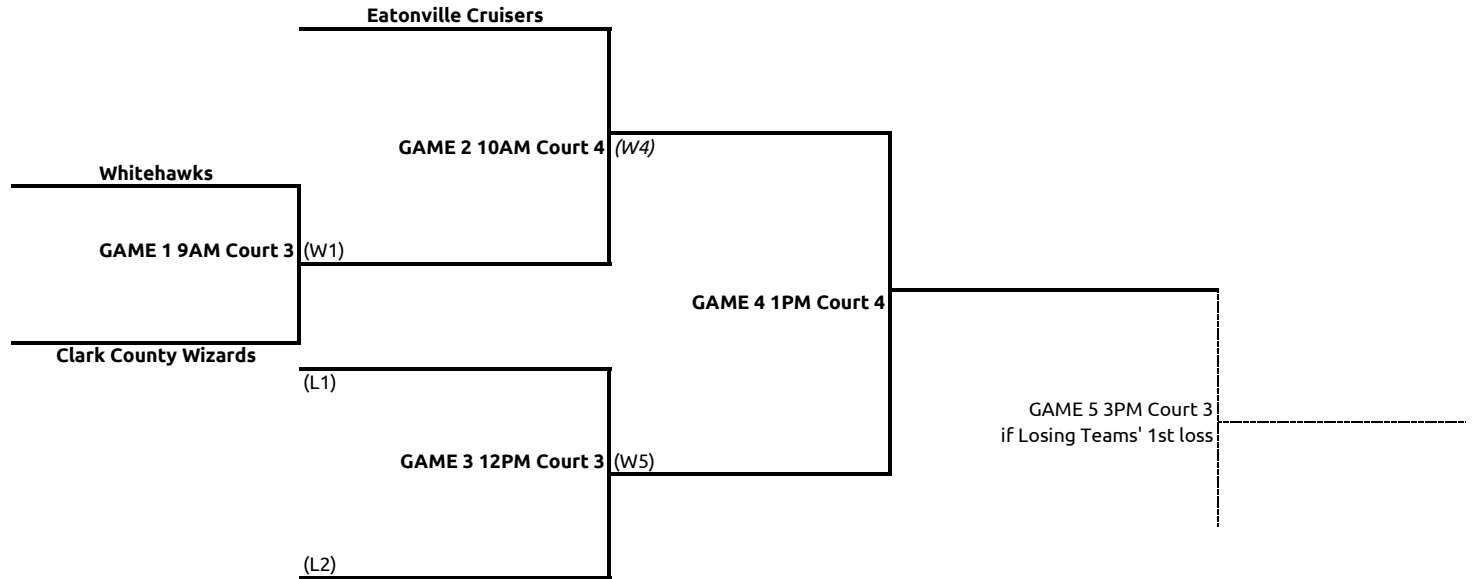 Eatonville Cruisers
GAME 2 10AM Court 4 (W4)
Whitehawks
GAME 1 9AM Court 3 (W1)
GAME 4 1PM Court 4
Clark County Wizards
(L1)
GAME 5 3PM Court 3
if Losing Teams' 1st loss
GAME 3 12PM Court 3 (W5)
(L2)